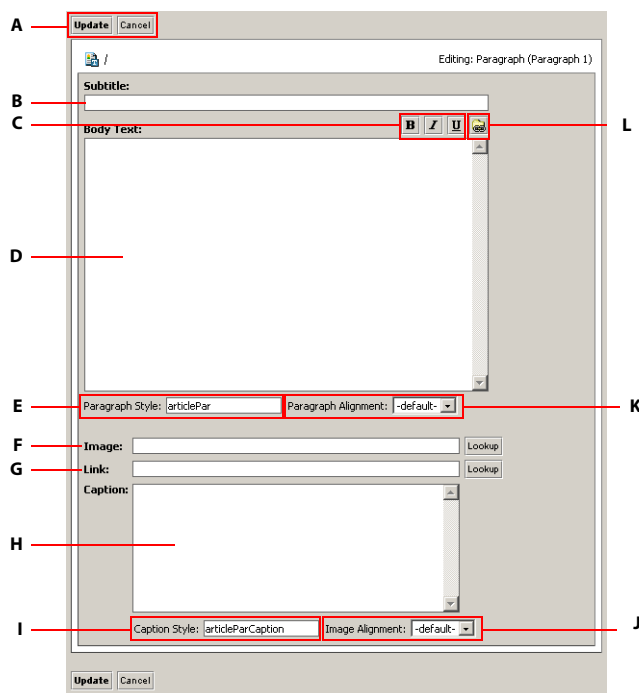 A Update Cancel
/ Editing: Paragraph (Paragraph 1)
Subtitle:
B
C B I U L
Body Text:
D
E Paragraph Style: articlePar Paragraph Alignment: -default- K
F Image: Lookup
G Link: Lookup
Caption:
H
I Caption Style: articleParCaption Image Alignment: -default- J
Update Cancel